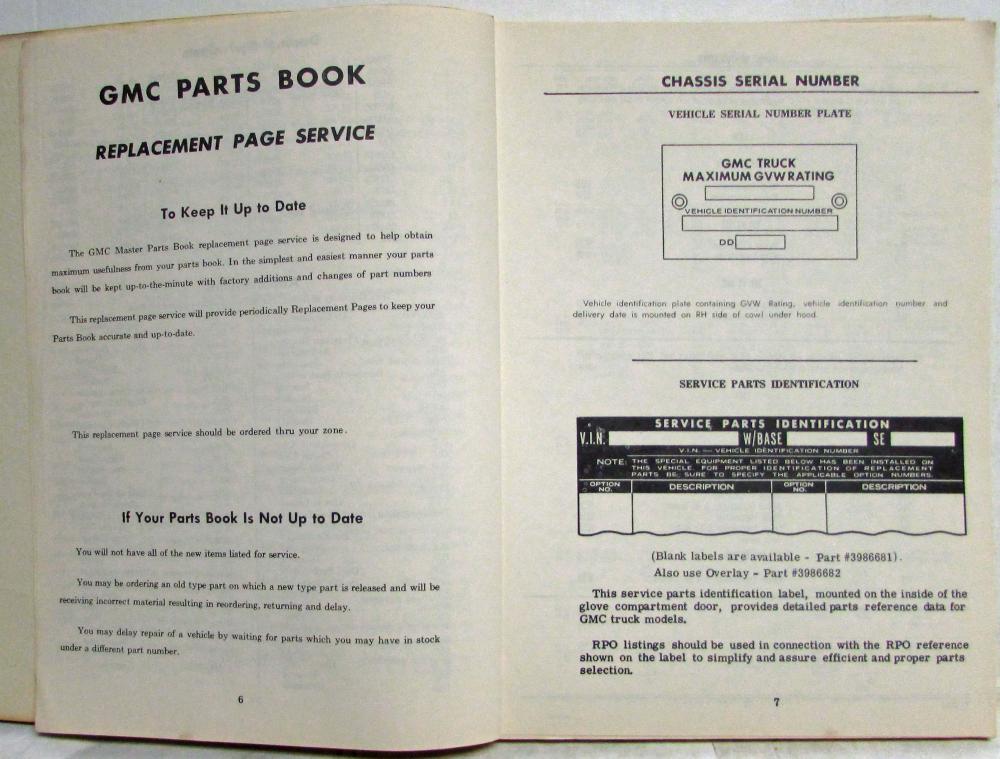 GMC PARTS BOOK
REPLACEMENT PAGE SERVICE
To Keep It Up to Date
The GMC Master Parts Book replacement page service is designed to help obtain
maximum usefulness from your parts book. In the simplest and easiest manner your parts
book will be kept up-to-the-minute with factory additions and changes of part numbers
This replacement page service will provide periodically Replacement Pages to keep your
Parts Book accurate and up-to-date.
This replacement page service should be ordered thru your zone.
If Your Parts Book Is Not Up to Date
You will not have all of the new items listed for service.
You may be ordering an old type part on which a new type part is released and will be
receiving incorrect material resulting in reordering, returning and delay.
You may delay repair of a vehicle by waiting for parts which you may have in stock
under a different part number.
6
CHASSIS SERIAL NUMBER
VEHICLE SERIAL NUMBER PLATE
GMC TRUCK
MAXIMUM GVW RATING
VEHICLE IDENTIFICATION NUMBER
DD
Vehicle identification plate containing GVW Rating, vehicle identification number and
delivery date is mounted on RH side of cowl under hood.
SERVICE PARTS IDENTIFICATION
SERVICE PARTS IDENTIFICATION
V.I.N. W/BASE SE
V.I.N. — VEHICLE IDENTIFICATION NUMBER
NOTE: THE SPECIAL EQUIPMENT LISTED BELOW HAS BEEN INSTALLED ON
THIS VEHICLE. FOR PROPER IDENTIFICATION OF REPLACEMENT
PARTS BE SURE TO SPECIFY THE APPLICABLE OPTION NUMBERS.
OPTION NO. DESCRIPTION OPTION NO. DESCRIPTION
(Blank labels are available - Part #3986681).
Also use Overlay - Part #3986682
This service parts identification label, mounted on the inside of the
glove compartment door, provides detailed parts reference data for
GMC truck models.
RPO listings should be used in connection with the RPO reference
shown on the label to simplify and assure efficient and proper parts
selection.
7